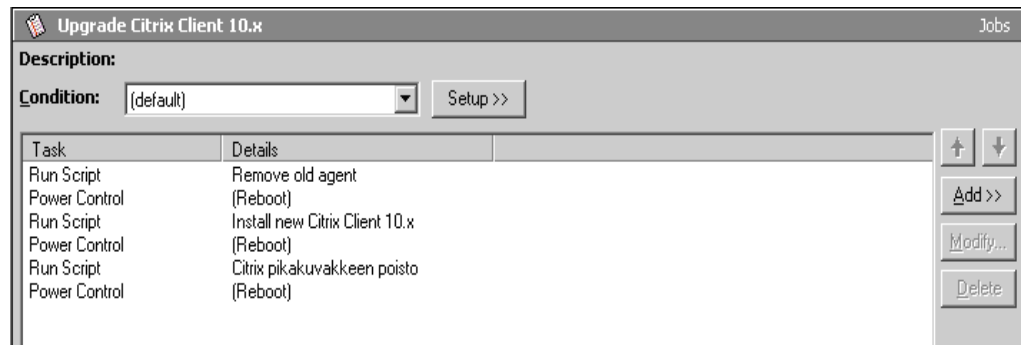 Upgrade Citrix Client 10.x Jobs
Description:
Condition: (default) Setup >>
Task Details
Run Script Remove old agent
Power Control (Reboot)
Run Script Install new Citrix Client 10.x
Power Control (Reboot)
Run Script Citrix pikakuvakkeen poisto
Power Control (Reboot)
Add >>
Modify...
Delete